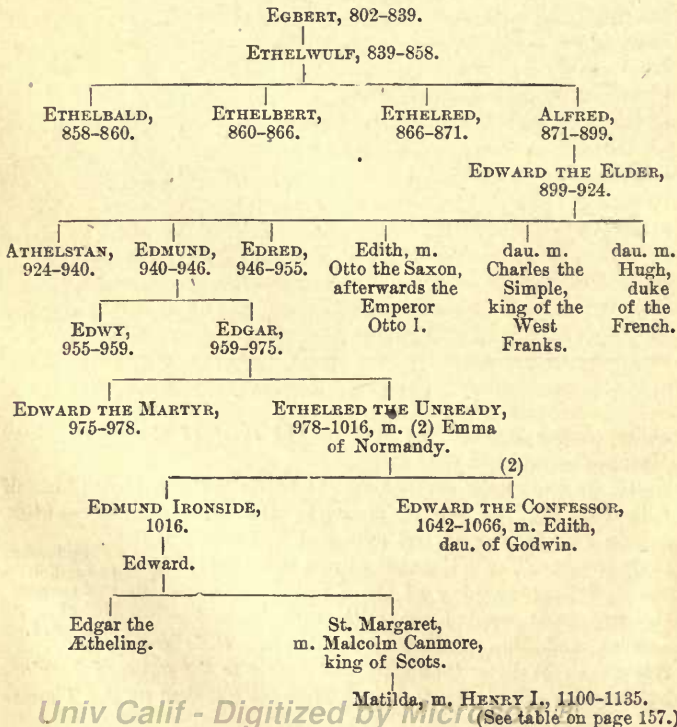 EGBERT, 802–839.
ETHELWULF, 839–858.
ETHELBALD, ETHELBERT, ETHELRED, ALFRED,
858–860. 860–866. 866–871. 871–899.
EDWARD THE ELDER,
899–924.
ATHELSTAN, EDMUND, EDRED, Edith, m. dau. m. dau. m.
924–940. 940–946. 946–955. Otto the Saxon, Charles the Hugh,
afterwards the Simple, duke
Emperor king of the of the
Otto I. West French.
Franks.
EDWY, EDGAR,
955–959. 959–975.
EDWARD THE MARTYR, ETHELRED THE UNREADY,
975–978. 978–1016, m. (2) Emma
of Normandy.
(2)
EDMUND IRONSIDE, EDWARD THE CONFESSOR,
1016. 1042–1066, m. Edith,
dau. of Godwin.
Edward.
Edgar the St. Margaret,
Ætheling. m. Malcolm Canmore,
king of Scots.
Matilda, m. HENRY I., 1100–1135.
(See table on page 157.)
Univ Calif - Digitized by Microsoft ®